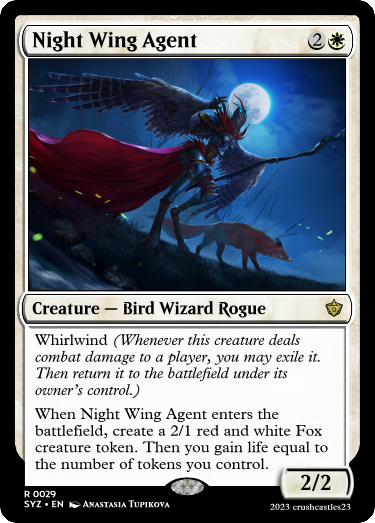 Night Wing Agent 2
Creature — Bird Wizard Rogue
Whirlwind (Whenever this creature deals
combat damage to a player, you may exile it.
Then return it to the battlefield under its
owner's control.)
When Night Wing Agent enters the
battlefield, create a 2/1 red and white Fox
creature token. Then you gain life equal to
the number of tokens you control.
2/2
R 0029
SYZ • EN Anastasia Tupikova
2023 crushcastles23